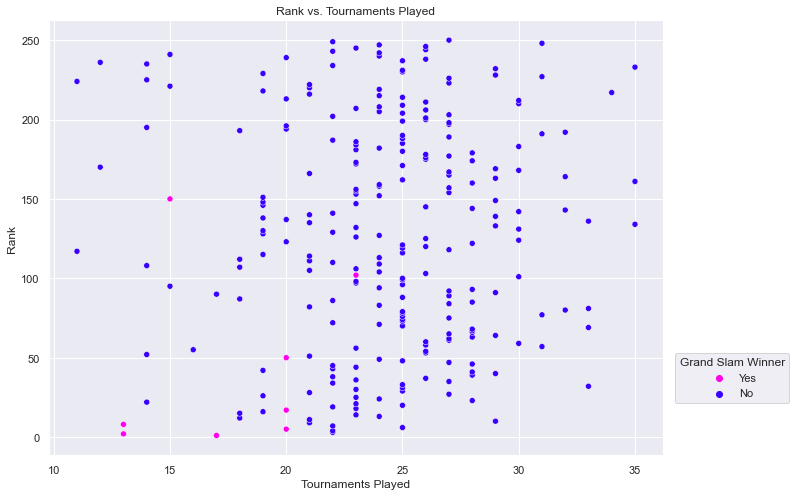 Rank vs. Tournaments Played
250
200
150
100
50
0
Rank
10 15 20 25 30 35
Tournaments Played
Grand Slam Winner
Yes
No